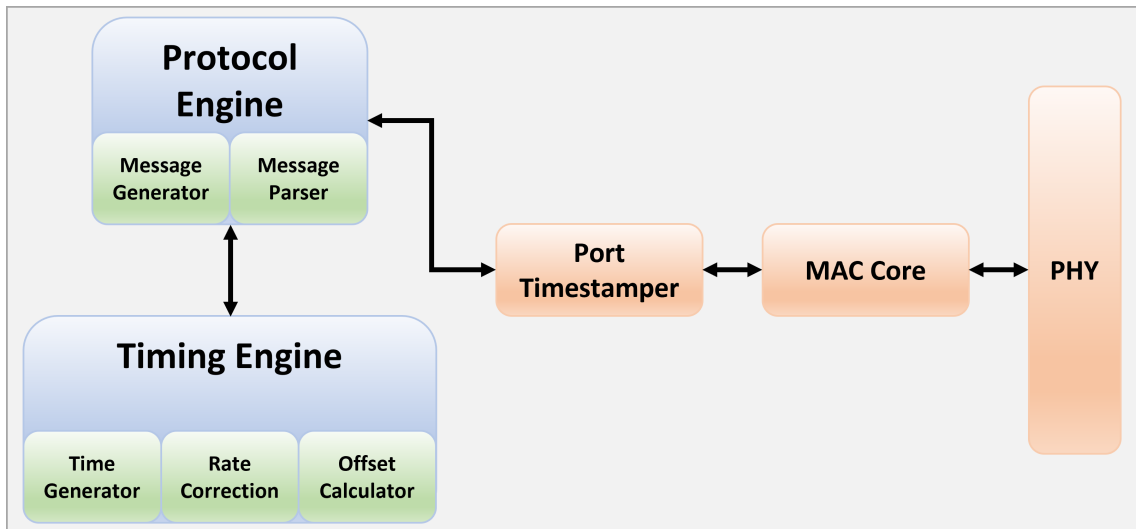 Protocol
Engine
Message
Generator
Message
Parser
Port
Timestamper
MAC Core
PHY
Timing Engine
Time
Generator
Rate
Correction
Offset
Calculator